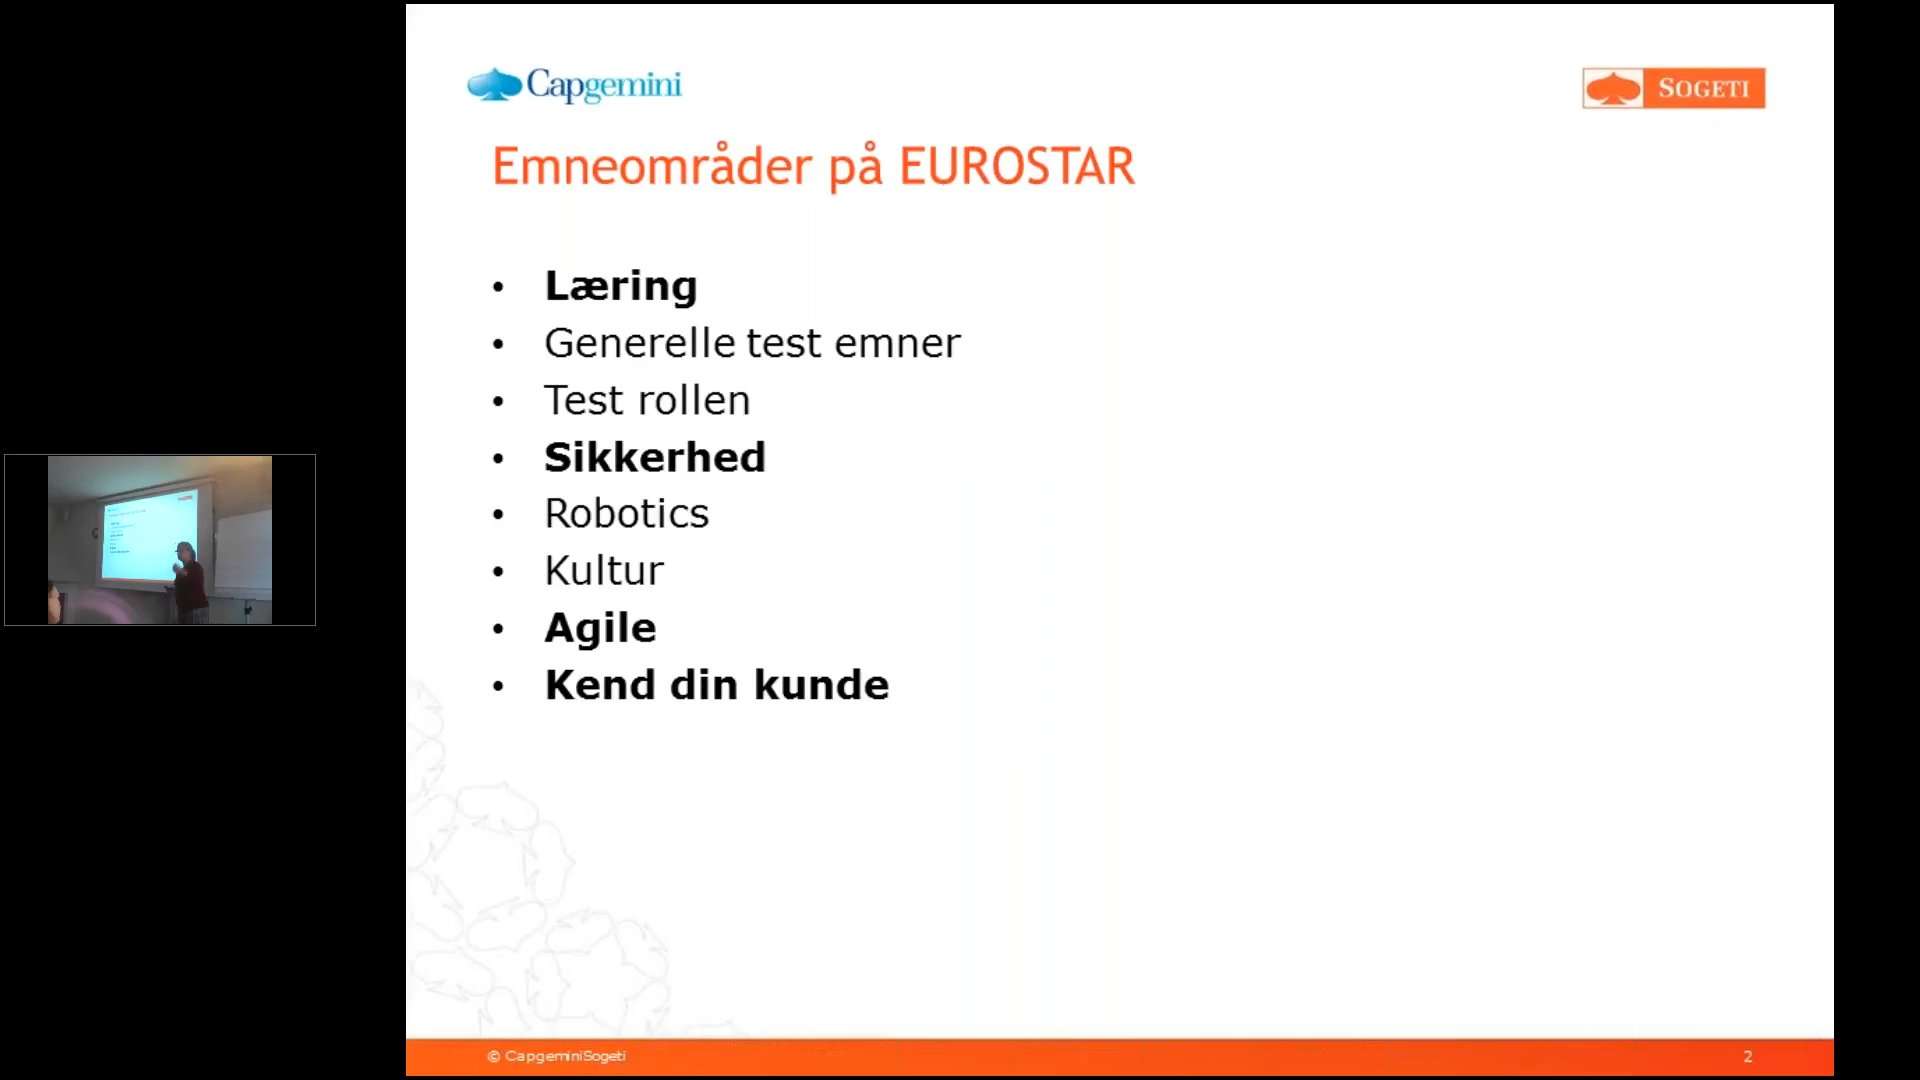 Capgemini
SOGETI
Emneområder på EUROSTAR
• Læring
• Generelle test emner
• Test rollen
• Sikkerhed
• Robotics
• Kultur
• Agile
• Kend din kunde
© CapgeminiSogeti
2